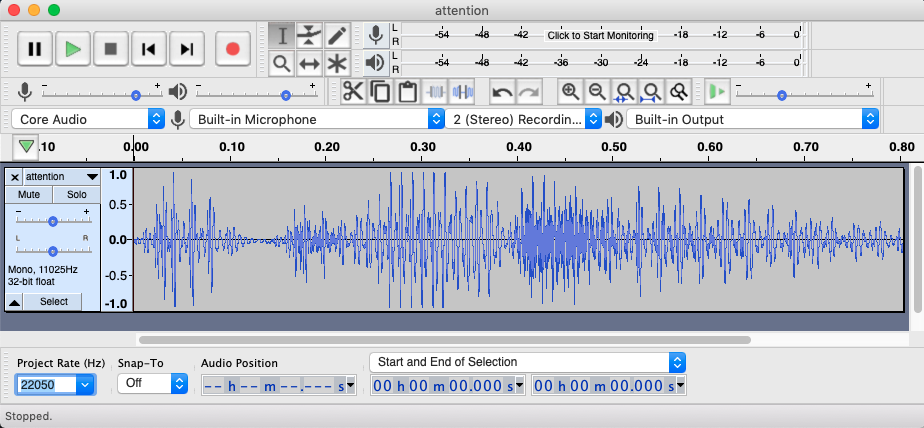 attention
L
R
-54 -48 -42 Click to Start Monitoring -18 -12 -6 0
L
R
-54 -48 -42 -36 -30 -24 -18 -12 -6 0
- + - +
- +
Core Audio Built-in Microphone 2 (Stereo) Recordin... Built-in Output
.10 0.00 0.10 0.20 0.30 0.40 0.50 0.60 0.70 0.80
× attention
Mute Solo
- +
L R
Mono, 11025Hz
32-bit float
Select
1.0
0.5-
0.0-
-0.5-
-1.0
Project Rate (Hz) Snap-To Audio Position Start and End of Selection
22050 Off -- h -- m --.--- s 00 h 00 m 00.000 s 00 h 00 m 00.000 s
Stopped.